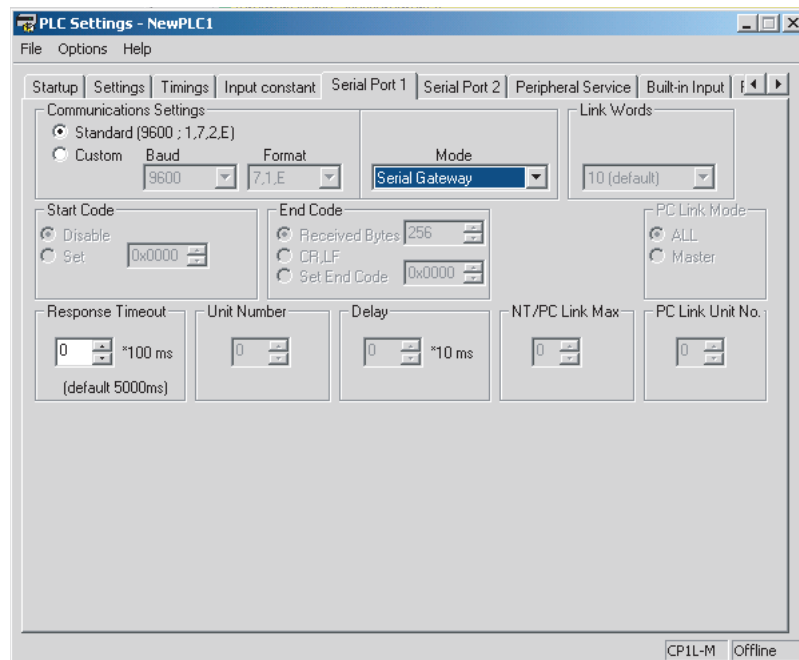 PLC Settings - NewPLC1
File Options Help
Startup Settings Timings Input constant Serial Port 1 Serial Port 2 Peripheral Service Built-in Input
Communications Settings
Standard (9600 ; 1,7,2,E)
Custom Baud Format Mode
9600 7,1,E Serial Gateway
Link Words
10 (default)
Start Code
Disable
Set 0x0000
End Code
Received Bytes 256
CR,LF
Set End Code 0x0000
PC Link Mode
ALL
Master
Response Timeout
0 *100 ms
(default 5000ms)
Unit Number
0
Delay
0 *10 ms
NT/PC Link Max
0
PC Link Unit No.
0
CP1L-M Offline